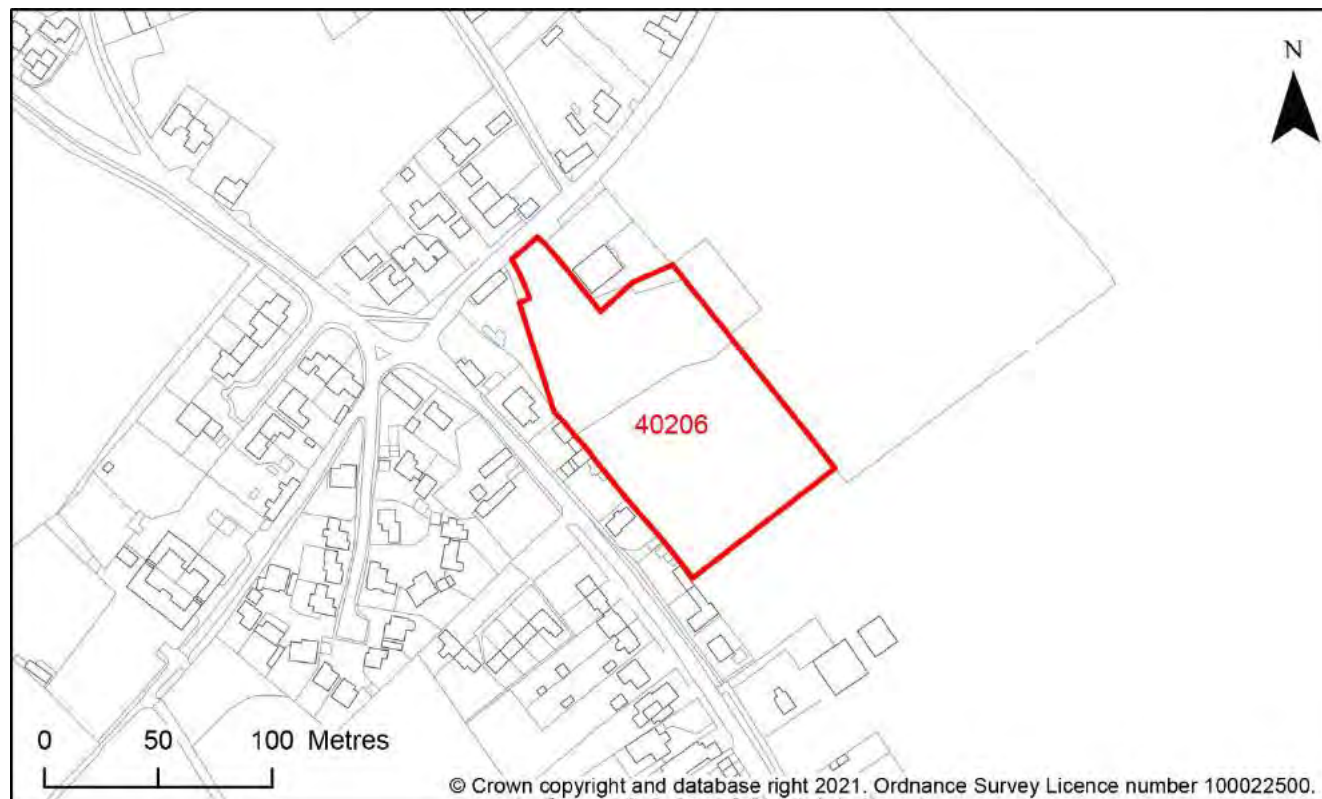 N
40206
0 50 100 Metres
© Crown copyright and database right 2021. Ordnance Survey Licence number 100022500.